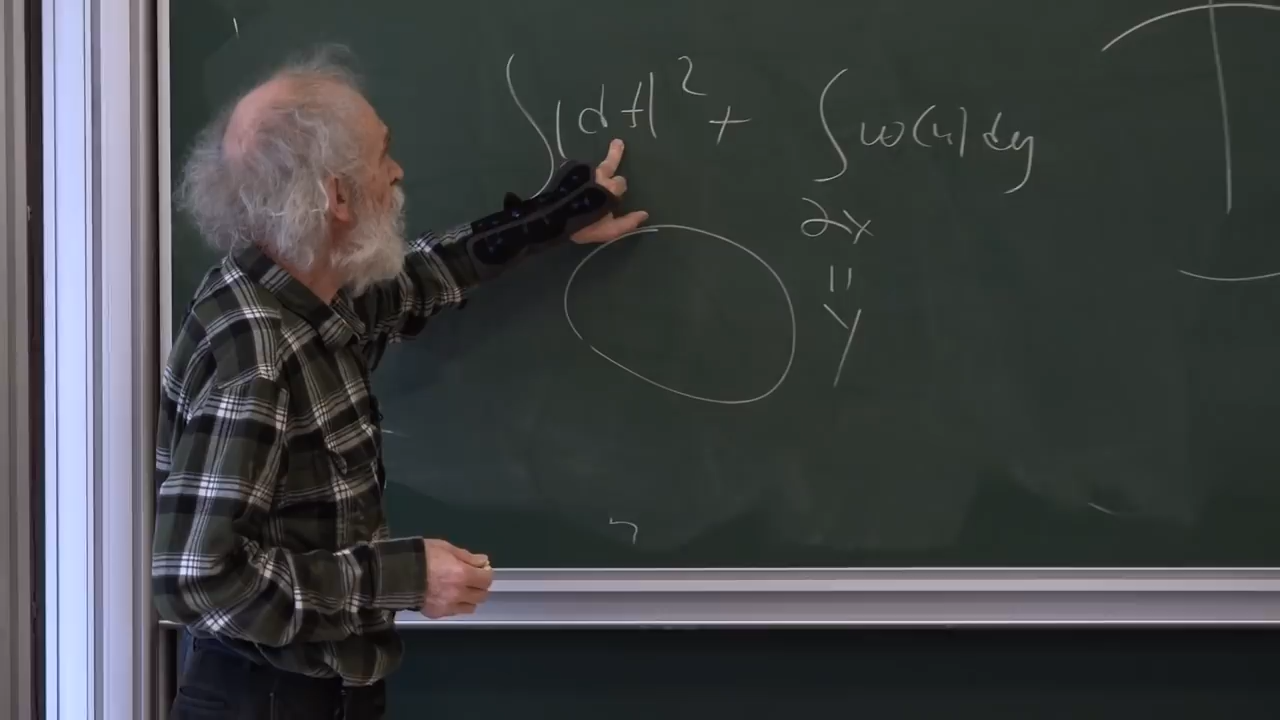 ∫|df|² + ∫w(u)dy
∂X
=
Y